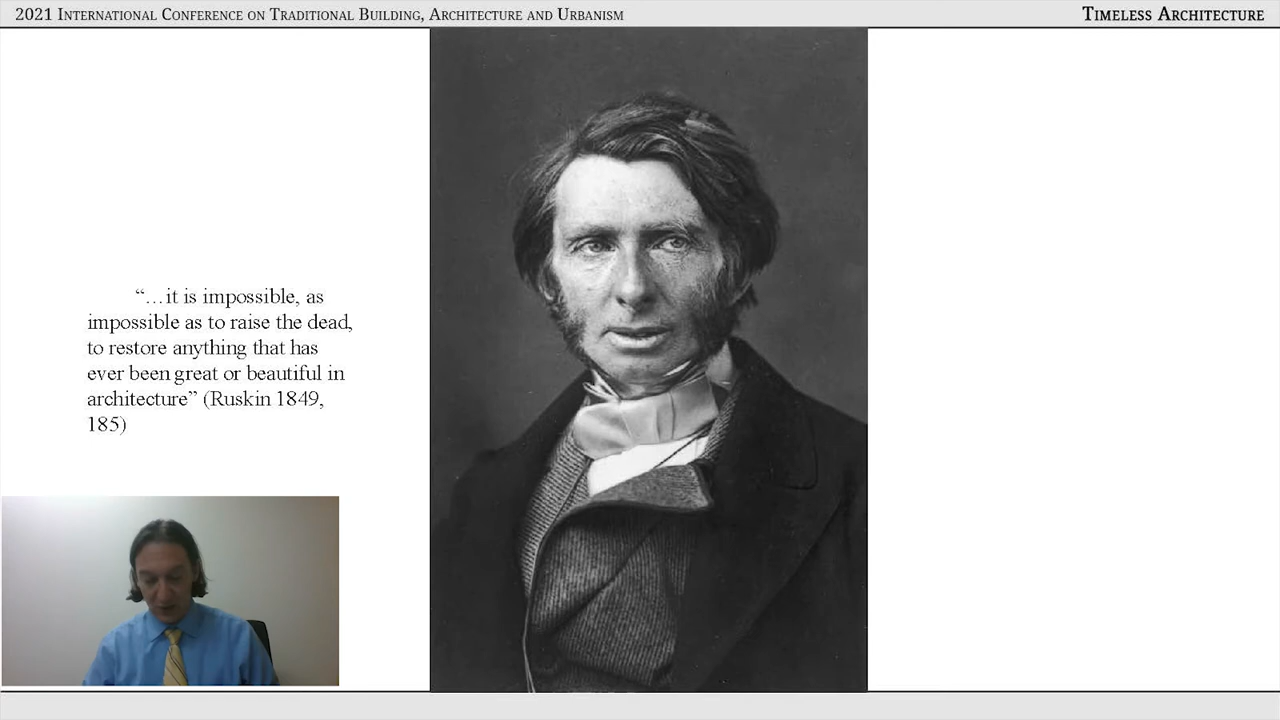 2021 International Conference on Traditional Building, Architecture and Urbanism
Timeless Architecture
“…it is impossible, as
impossible as to raise the dead,
to restore anything that has
ever been great or beautiful in
architecture” (Ruskin 1849,
185)